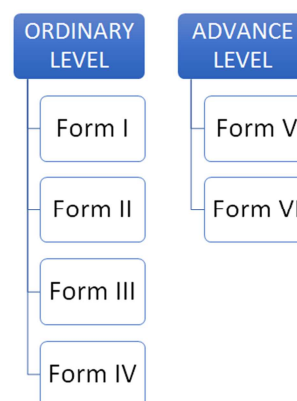 ORDINARY
LEVEL
Form I
Form II
Form III
Form IV
ADVANCE
LEVEL
Form V
Form VI